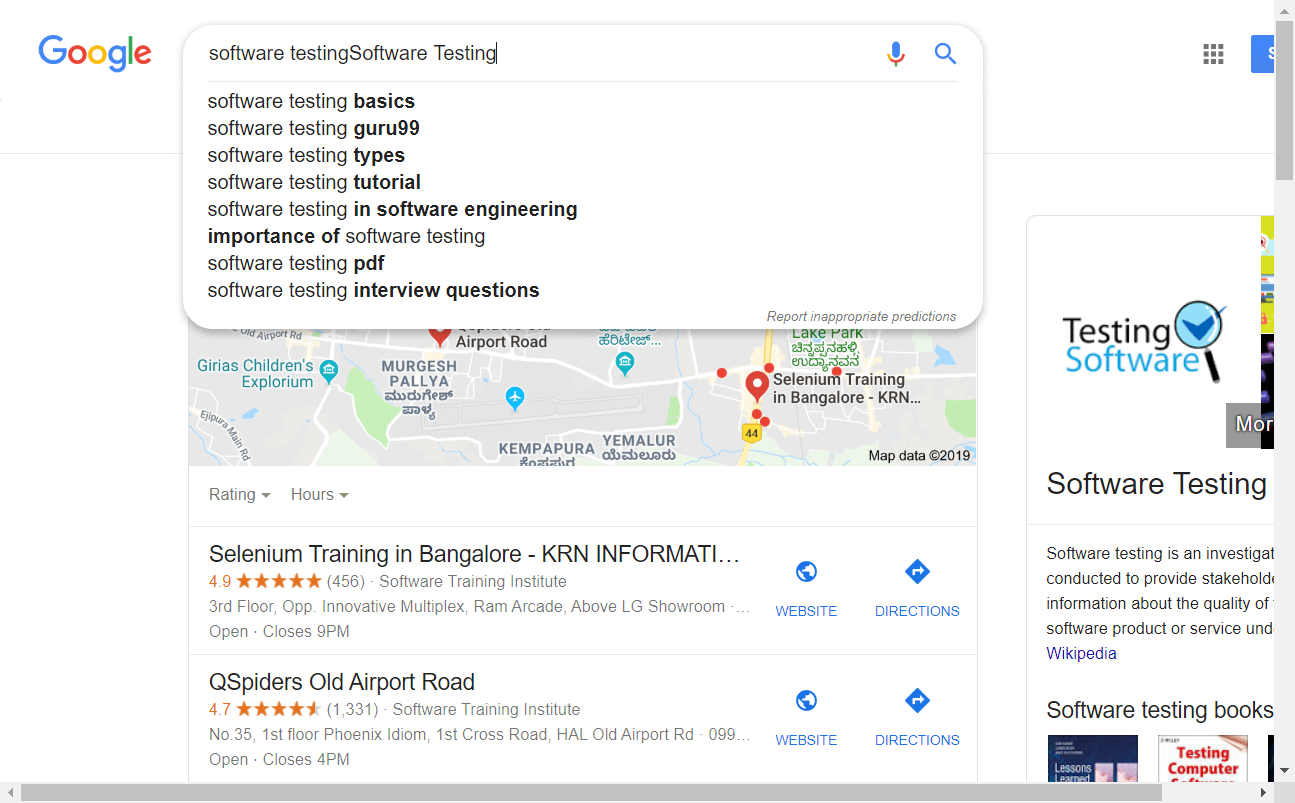 Google
software testingSoftware Testing
S
software testing basics
software testing guru99
software testing types
software testing tutorial
software testing in software engineering
importance of software testing
software testing pdf
software testing interview questions
Report inappropriate predictions
Old Airport Rd
Airport Road
ಹೆರಿಟೇಜ್...
Lake Park
ಚಿನ್ನಪ್ಪನಹಳ್ಳಿ
ಉದ್ಯಾನವನ
Girias Children's
Explorium
MURGESH
PALLYA
ಮುರುಗೇಶ್
ಪಾಳ್ಯ
Selenium Training
in Bangalore - KRN...
Ejipura Main Rd
44
KEMPAPURA
YEMALUR
ಯೆಮಲೂರು
Map data ©2019
Rating
Hours
Selenium Training in Bangalore - KRN INFORMATI...
4.9 (456) · Software Training Institute
3rd Floor, Opp. Innovative Multiplex, Ram Arcade, Above LG Showroom ·...
Open · Closes 9PM
WEBSITE
DIRECTIONS
QSpiders Old Airport Road
4.7 (1,331) · Software Training Institute
No.35, 1st floor Phoenix Idiom, 1st Cross Road, HAL Old Airport Rd · 099...
Open · Closes 4PM
WEBSITE
DIRECTIONS
Testing
Software
Mor
Software Testing
Software testing is an investigat
conducted to provide stakeholde
information about the quality of
software product or service und
Wikipedia
Software testing books
Lessons
Learned
WILEY
Testing
Computer